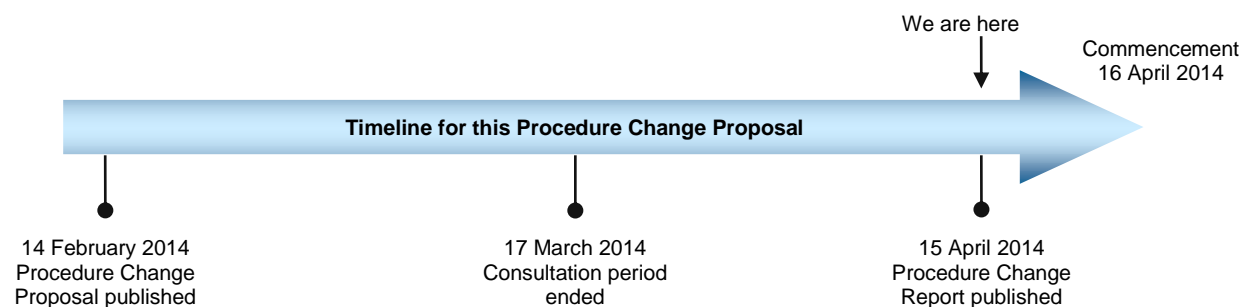 We are here
Commencement
16 April 2014
Timeline for this Procedure Change Proposal
14 February 2014
Procedure Change
Proposal published
17 March 2014
Consultation period
ended
15 April 2014
Procedure Change
Report published